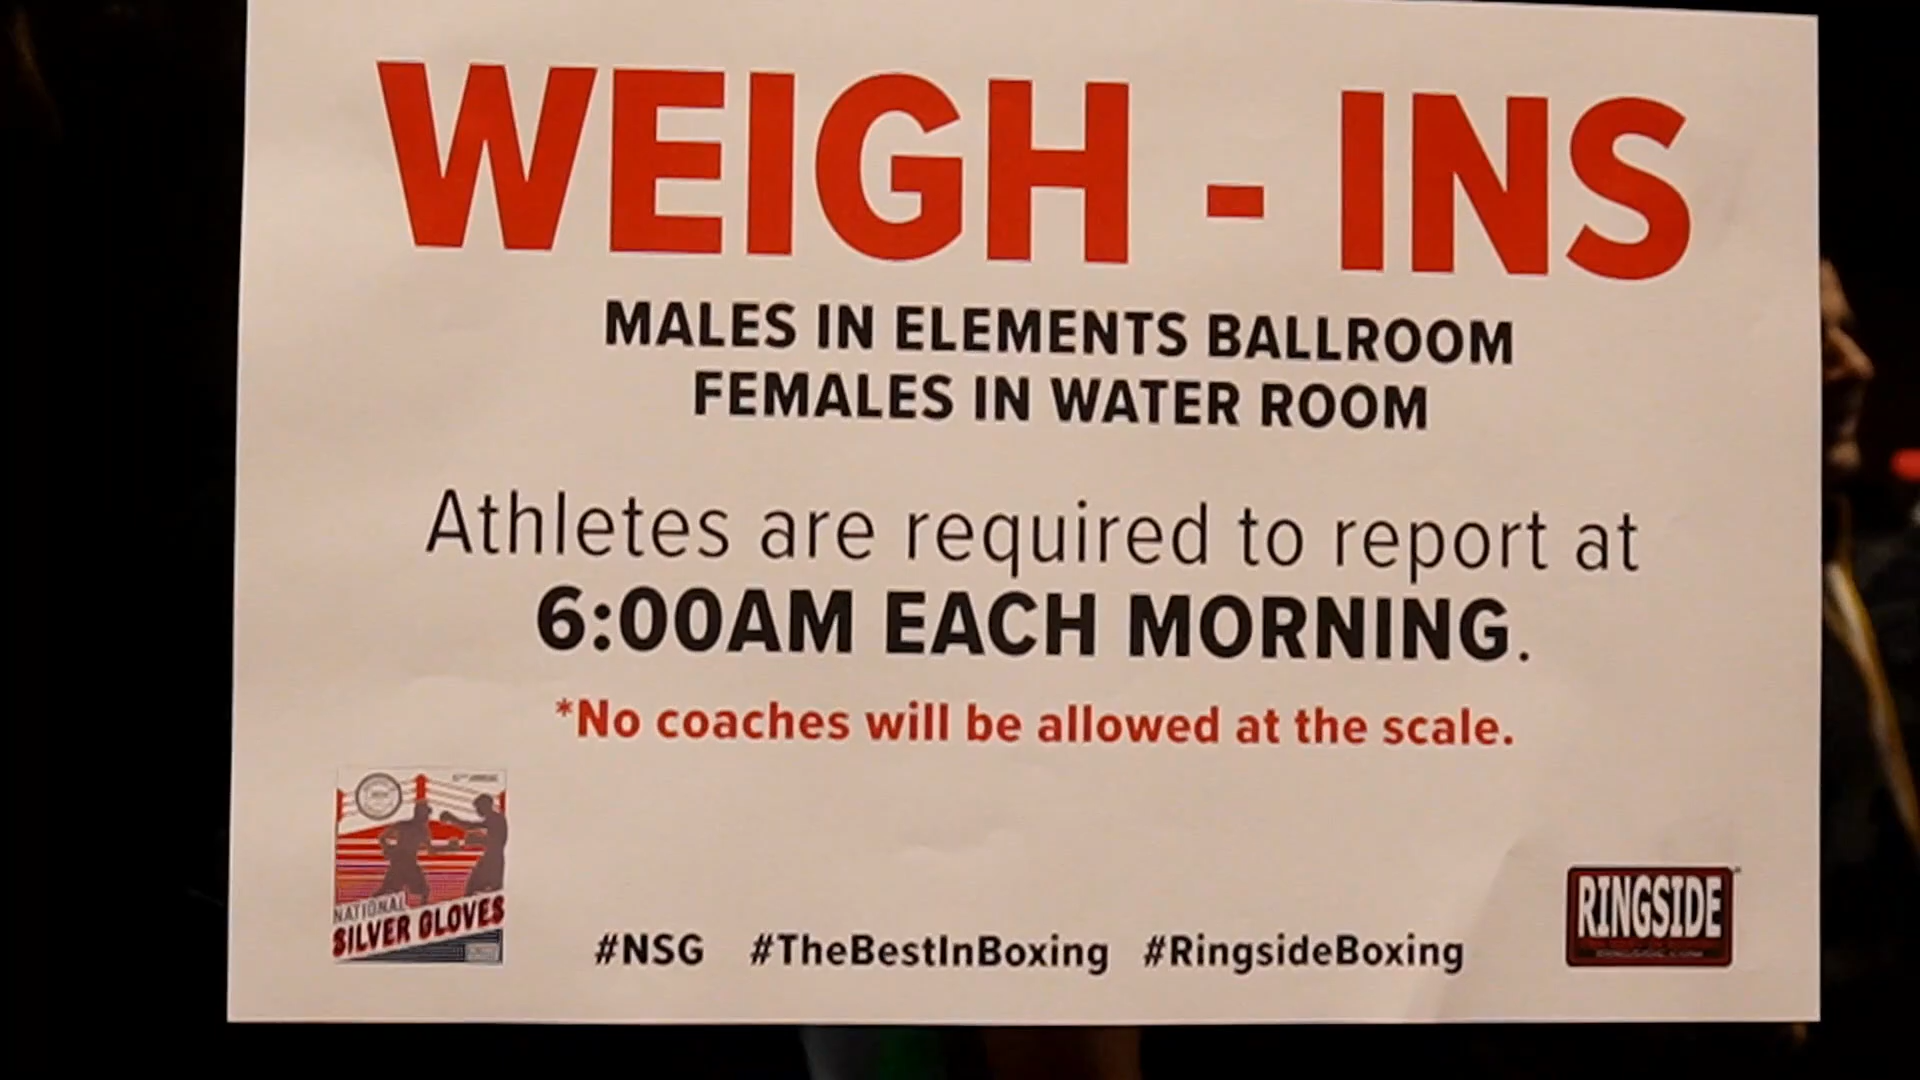 WEIGH - INS
MALES IN ELEMENTS BALLROOM
FEMALES IN WATER ROOM
Athletes are required to report at
6:00AM EACH MORNING.
*No coaches will be allowed at the scale.
NATIONAL
SILVER GLOVES
#NSG #TheBestInBoxing #RingsideBoxing
RINGSIDE